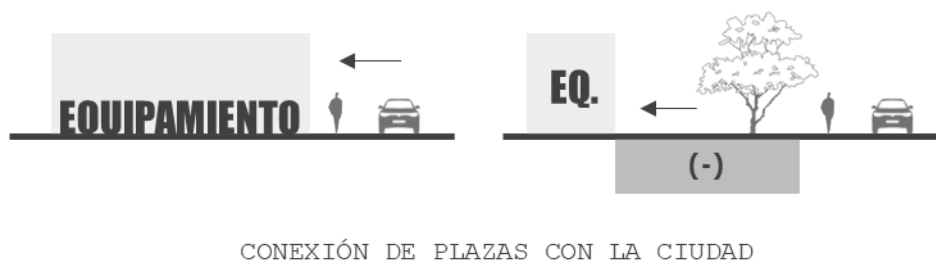 EQUIPAMIENTO
EQ.
(-)
CONEXIÓN DE PLAZAS CON LA CIUDAD